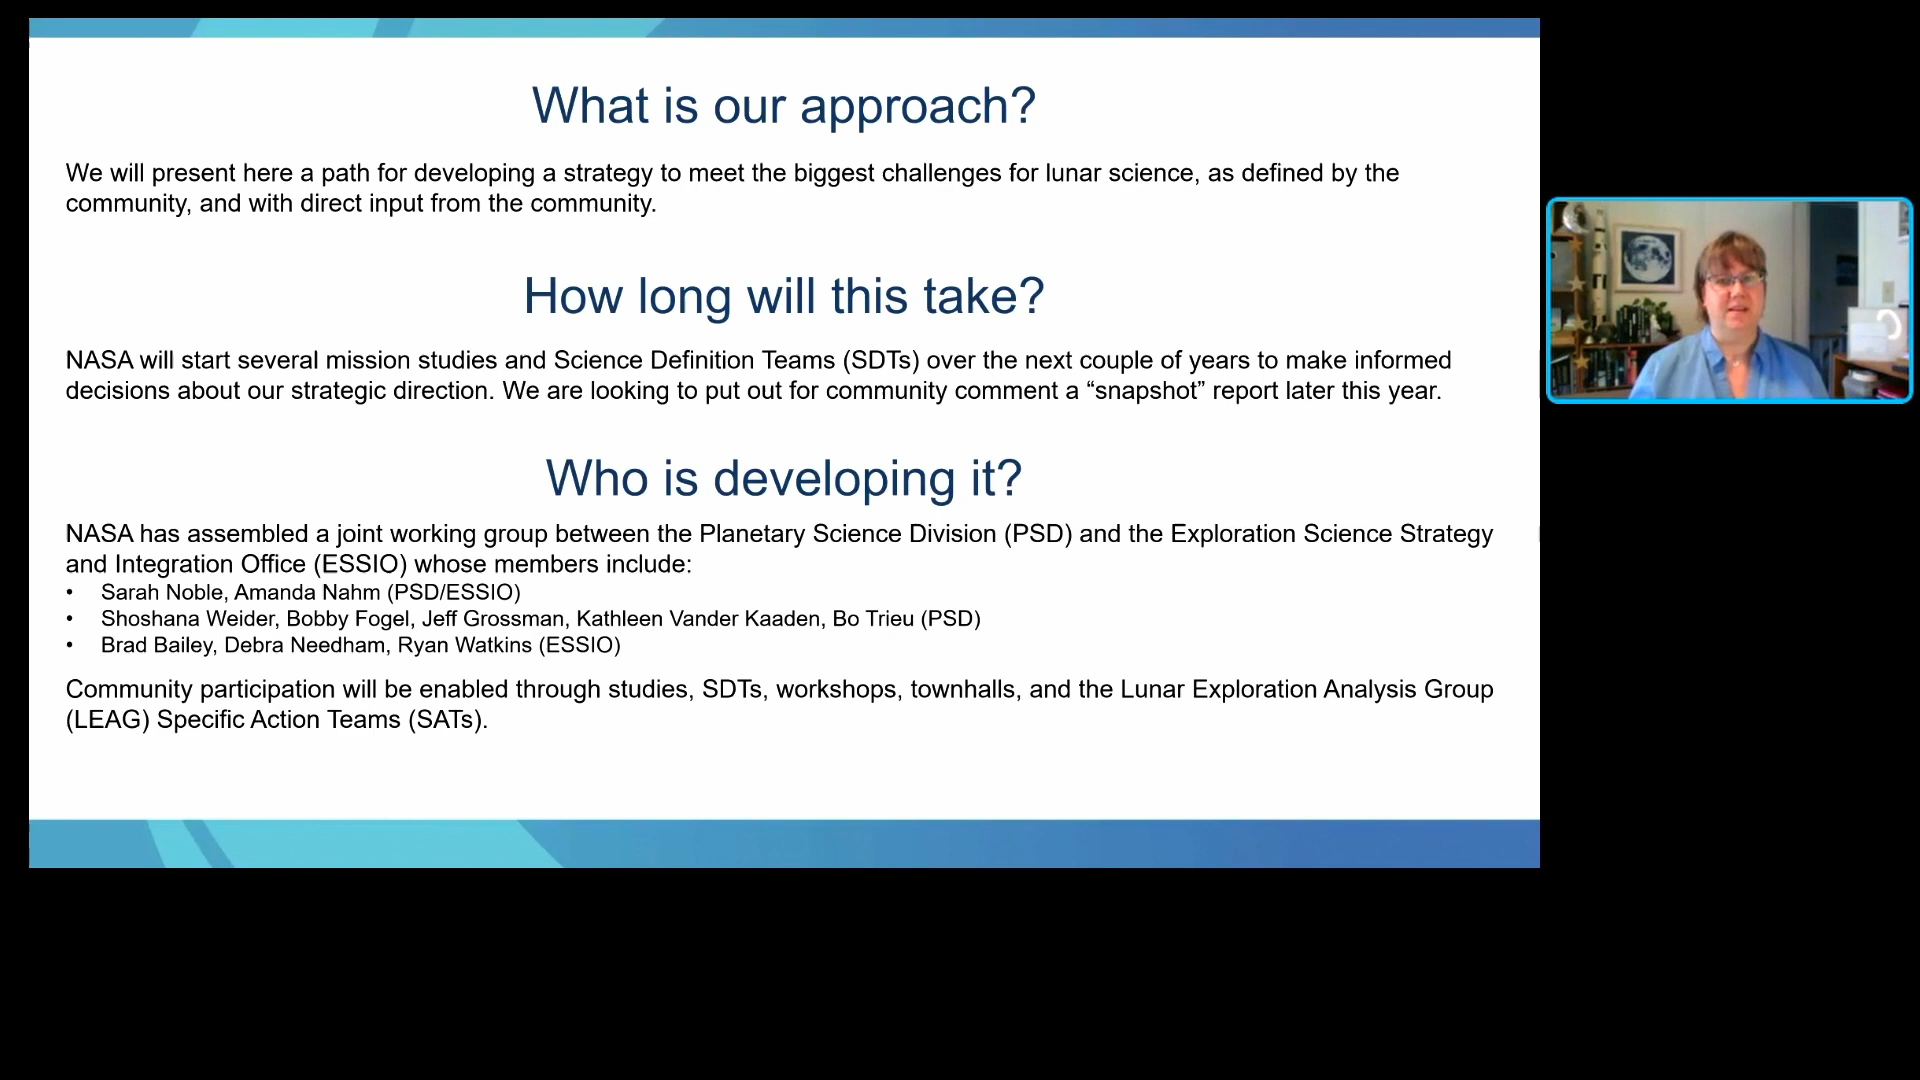 What is our approach?
We will present here a path for developing a strategy to meet the biggest challenges for lunar science, as defined by the
community, and with direct input from the community.
How long will this take?
NASA will start several mission studies and Science Definition Teams (SDTs) over the next couple of years to make informed
decisions about our strategic direction. We are looking to put out for community comment a “snapshot” report later this year.
Who is developing it?
NASA has assembled a joint working group between the Planetary Science Division (PSD) and the Exploration Science Strategy
and Integration Office (ESSIO) whose members include:
• Sarah Noble, Amanda Nahm (PSD/ESSIO)
• Shoshana Weider, Bobby Fogel, Jeff Grossman, Kathleen Vander Kaaden, Bo Trieu (PSD)
• Brad Bailey, Debra Needham, Ryan Watkins (ESSIO)
Community participation will be enabled through studies, SDTs, workshops, townhalls, and the Lunar Exploration Analysis Group
(LEAG) Specific Action Teams (SATs).